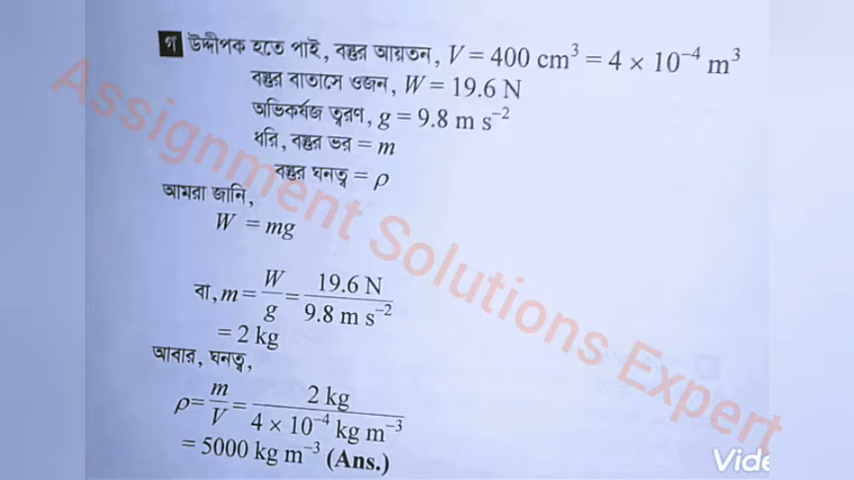 গ উদ্দীপক হতে পাই, বস্তুর আয়তন, V = 400 cm³ = 4 × 10⁻⁴ m³
বস্তুর বাতাসে ওজন, W = 19.6 N
অভিকর্ষজ ত্বরণ, g = 9.8 m s⁻²
ধরি, বস্তুর ভর = m
বস্তুর ঘনত্ব = ρ
আমরা জানি,
W = mg
বা, m = W/g = 19.6 N / 9.8 m s⁻²
= 2 kg
আবার, ঘনত্ব,
ρ = m/V = 2 kg / 4 × 10⁻⁴ kg m⁻³
= 5000 kg m⁻³ (Ans.)
Assignment Solutions Expert
Vide